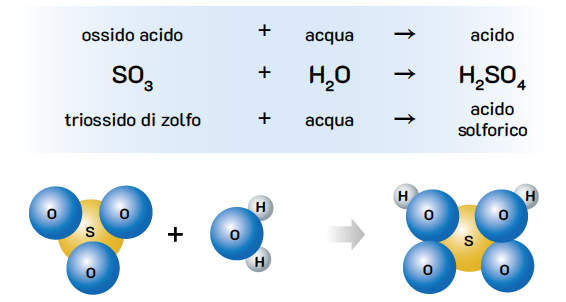 ossido acido + acqua → acido
SO₃ + H₂O → H₂SO₄
triossido di zolfo + acqua → acido solforico
O O S O + O H H H H O O S O O